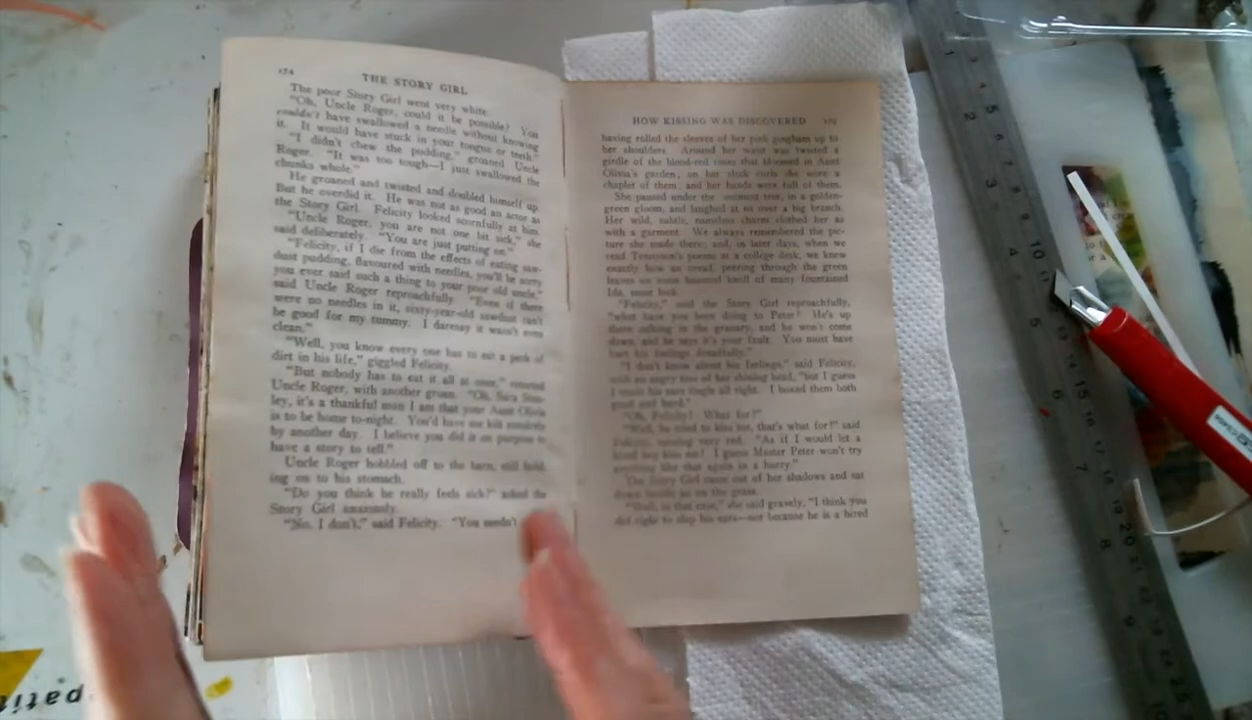 174 THE STORY GIRL
The poor Story Girl went very white.
"Oh, Uncle Roger, could it be possible? You
couldn't have swallowed a needle without knowing
it. It would have stuck in your tongue or teeth."
"I didn't chew the pudding," groaned Uncle
Roger. "It was too tough—I just swallowed the
chunks whole."
He groaned and twisted and doubled himself up.
But he overdid it. He was not as good an actor as
the Story Girl. Felicity looked scornfully at him.
"Uncle Roger, you are not one bit sick," she
said deliberately. "You are just putting on."
"Felicity, if I die from the effects of eating saw-
dust pudding, flavoured with needles, you'll be sorry
you ever said such a thing to your poor old uncle,"
said Uncle Roger reproachfully. "Even if there
were no needles in it, sixty-year-old sawdust can't
be good for my tummy. I daresay it wasn't even
clean."
"Well, you know every one has to eat a peck of
dirt in his life," giggled Felicity.
"But nobody has to eat it all at once," retorted
Uncle Roger, with another groan. "Oh, Sara Stan-
ley, it's a thankful man I am that your Aunt Olivia
is to be home to-night. You'd have me kilt entirely
by another day. I believe you did it on purpose to
have a story to tell."
Uncle Roger hobbled off to the barn, still hold-
ing on to his stomach.
"Do you think he really feels sick?" asked the
Story Girl anxiously.
"No, I don't," said Felicity. "You needn't
HOW KISSING WAS DISCOVERED 175
having rolled the sleeves of her pink gingham up to
her shoulders. Around her waist was twisted a
girdle of the blood-red roses that bloomed in Aunt
Olivia's garden; on her sleek curls she wore a
chaplet of them; and her hands were full of them.
She paused under the outmost tree, in a golden-
green gloom, and laughed at us over a big branch.
Her wild, subtle, nameless charm clothed her as
with a garment. We always remembered the pic-
ture she made there; and, in later days, when we
read Tennyson's poems at a college desk, we knew
exactly how an oread, peering through the green
leaves on some haunted knoll of many fountained
Ida, must look.
"Felicity," said the Story Girl reproachfully,
"what have you been doing to Peter? He's up
there sulking in the granary, and he won't come
down, and he says it's your fault. You must have
hurt his feelings dreadfully."
"I don't know about his feelings," said Felicity,
with an angry toss of her shining head, "but I guess
I made his ears tingle all right. I boxed them both
good and hard."
"Oh, Felicity! What for?"
"Well, he tried to kiss me, that's what for!" said
Felicity, turning very red. "As if I would let a
hired boy kiss me! I guess Master Peter won't try
anything like that again in a hurry."
The Story Girl came out of her shadows and sat
down beside us on the grass.
"Well, in that case," she said gravely, "I think you
did right to slap his ears—not because he is a hired